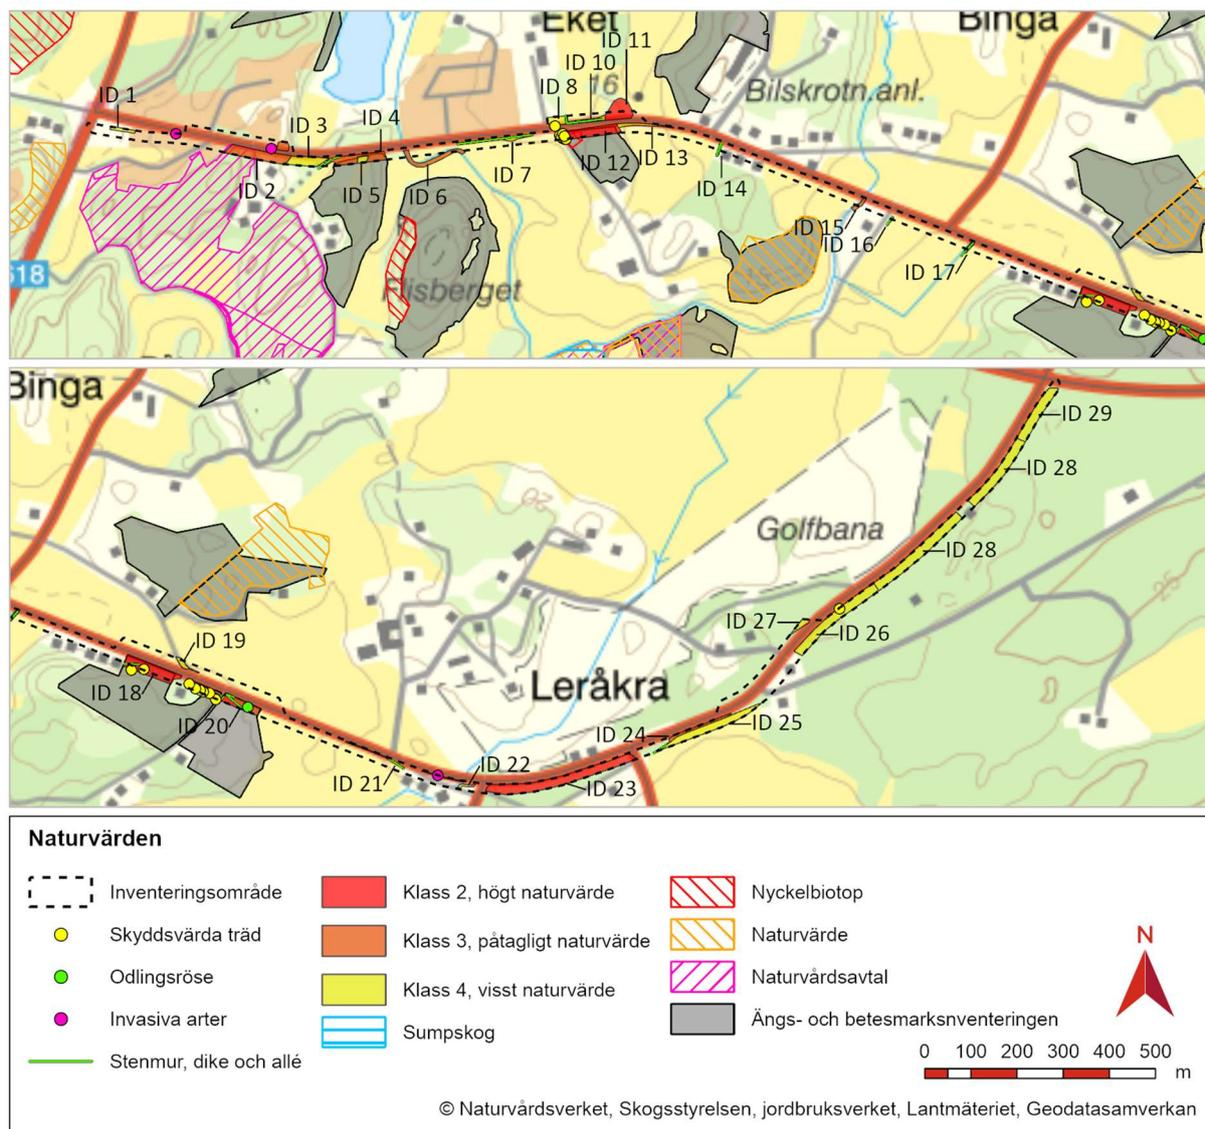 Eket
Binga
ID 11
ID 10
ID 8
16
Bilskrotn.anl.
ID 1
ID 3
ID 4
ID 2
ID 5
ID 6
ID 7
ID 12
ID 13
ID 14
ID 15
ID 16
ID 17
618
Elisberget
Binga
ID 29
ID 28
20
Golfbana
ID 28
ID 27
ID 26
ID 19
ID 18
Leråkra
ID 20
ID 24
ID 25
ID 21
ID 22
ID 23
25
Naturvärden
Inventeringsområde
Klass 2, högt naturvärde
Nyckelbiotop
Skyddsvärda träd
Klass 3, påtagligt naturvärde
Naturvärde
Odlingsröse
Klass 4, visst naturvärde
Naturvårdsavtal
Invasiva arter
Sumpskog
Ängs- och betesmarksnventeringen
Stenmur, dike och allé
N
0 100 200 300 400 500
m
© Naturvårdsverket, Skogsstyrelsen, jordbruksverket, Lantmäteriet, Geodatasamverkan